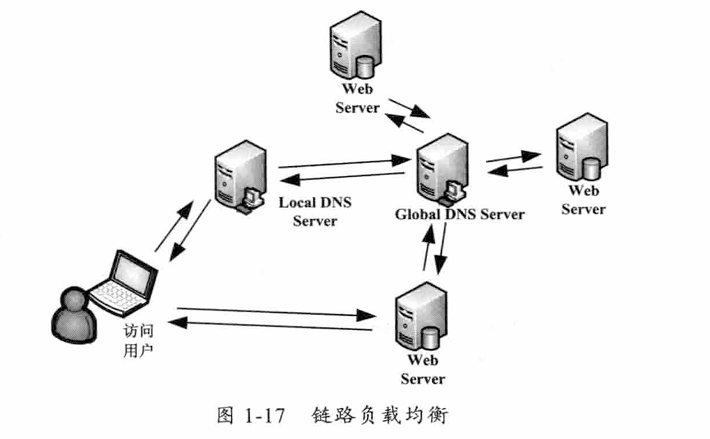 Web
Server
Local DNS
Server
Global DNS Server
Web
Server
访问
用户
Web
Server
图 1-17 链路负载均衡